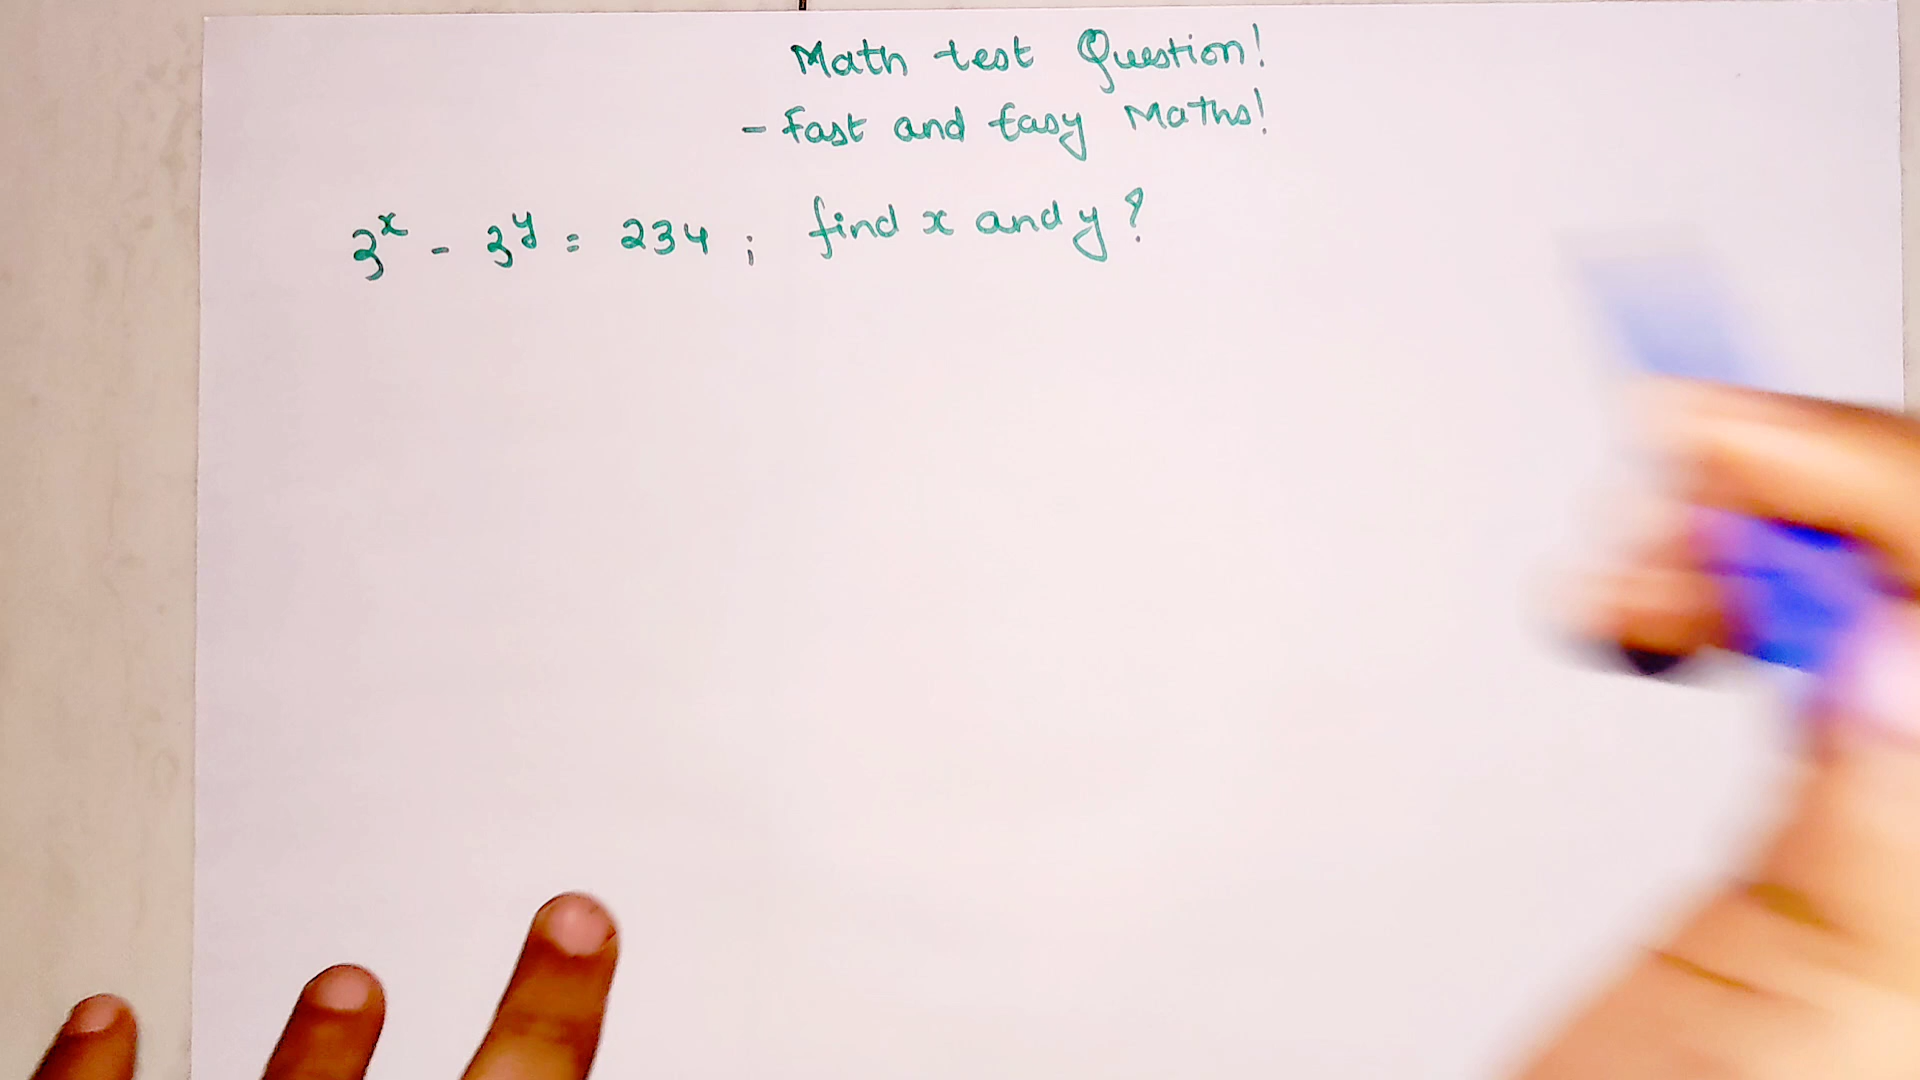 Math test Question!
- Fast and Easy Maths!
3^x - 3^y = 234 ; find x and y ?